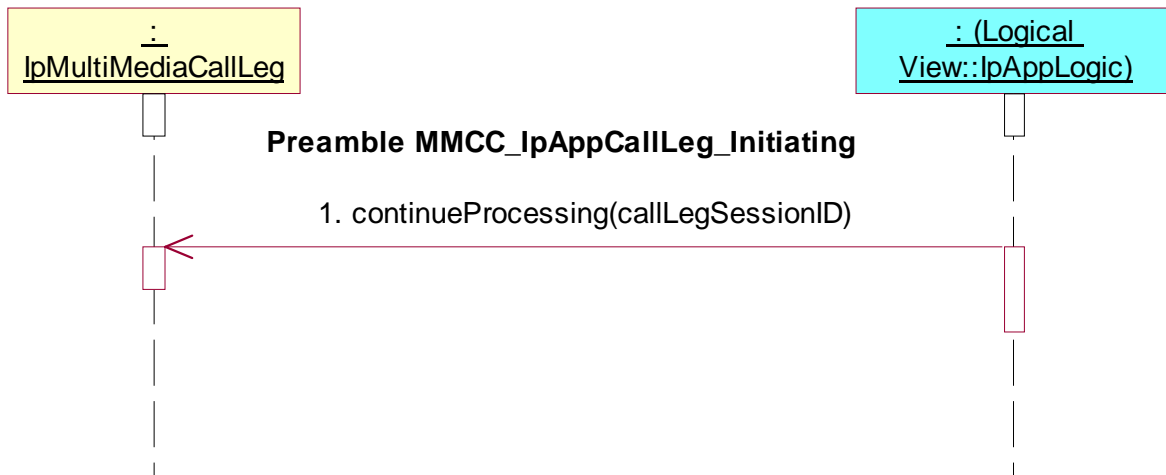 :
IpMultiMediaCallLeg
: (Logical
View::IpAppLogic)
Preamble MMCC_IpAppCallLeg_Initiating
1. continueProcessing(callLegSessionID)